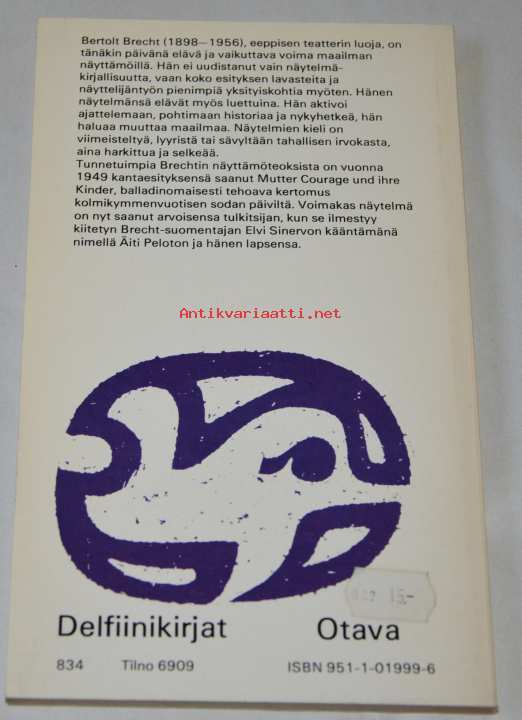 Bertolt Brecht (1898–1956), eeppisen teatterin luoja, on
tänäkin päivänä elävä ja vaikuttava voima maailman
näyttämöillä. Hän ei uudistanut vain näytelmä-
kirjallisuutta, vaan koko esityksen lavasteita ja
näyttelijäntyön pienimpiä yksityiskohtia myöten. Hänen
näytelmänsä elävät myös luettuina. Hän aktivoi
ajattelemaan, pohtimaan historiaa ja nykyhetkeä, hän
haluaa muuttaa maailmaa. Näytelmien kieli on
viimeisteltyä, lyyristä tai sävyltään tahallisen irvokasta,
aina harkittua ja selkeää.
Tunnetuimpia Brechtin näyttämöteoksista on vuonna
1949 kantaesityksensä saanut Mutter Courage und ihre
Kinder, balladinomaisesti tehoava kertomus
kolmikymmenvuotisen sodan päiviltä. Voimakas näytelmä
on nyt saanut arvoisensa tulkitsijan, kun se ilmestyy
kiitetyn Brecht-suomentajan Elvi Sinervon kääntämänä
nimellä Äiti Peloton ja hänen lapsensa.
Antikvariaatti.net
15:-
Delfiinikirjat Otava
834 Tilno 6909 ISBN 951-1-01999-6